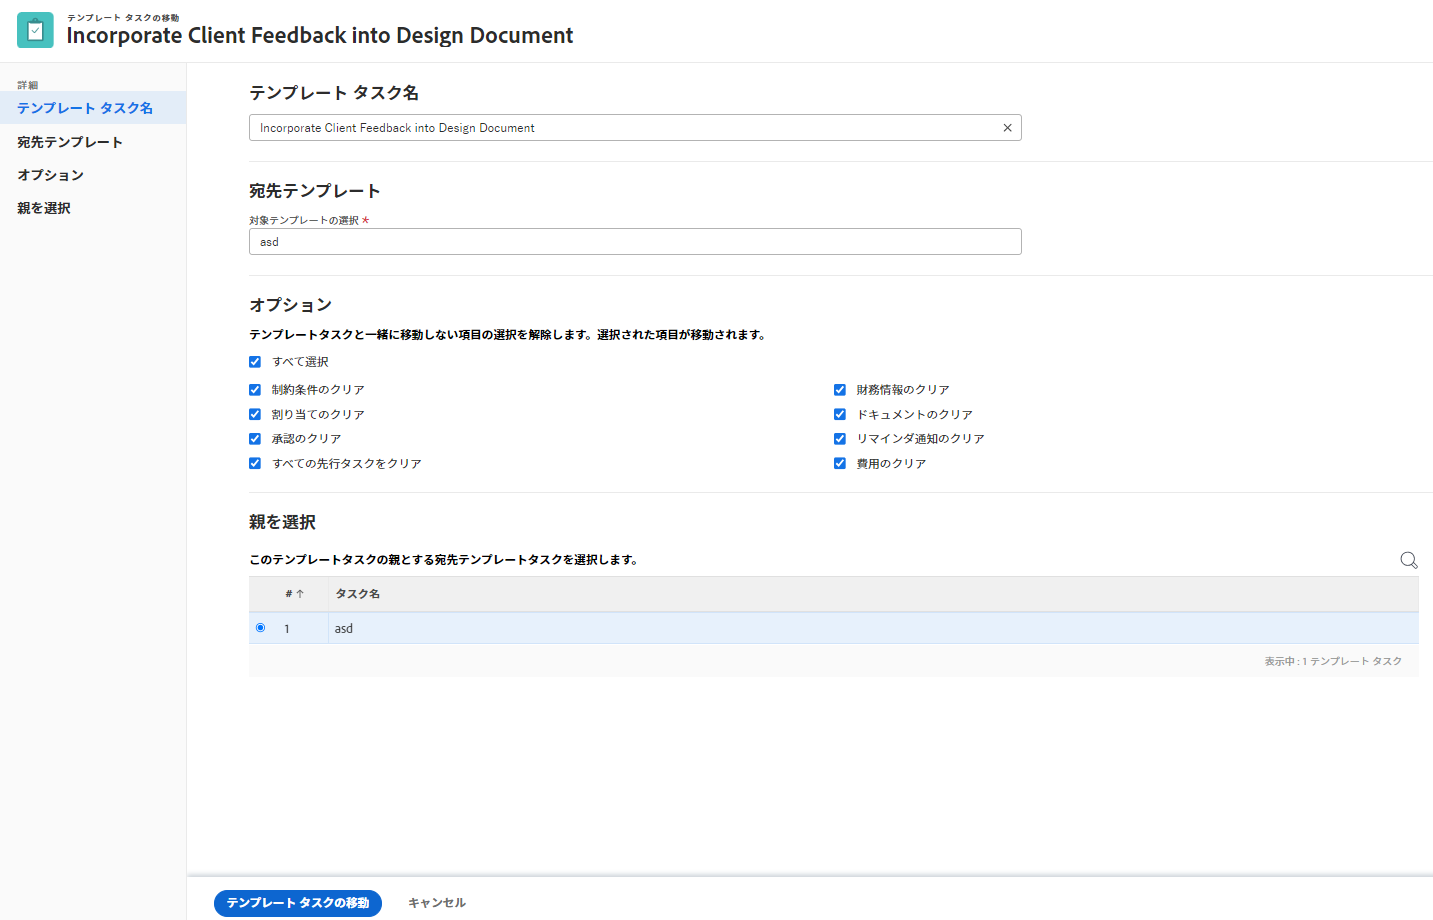 テンプレート タスクの移動
Incorporate Client Feedback into Design Document
詳細
テンプレート タスク名
宛先テンプレート
オプション
親を選択
テンプレート タスク名
Incorporate Client Feedback into Design Document
宛先テンプレート
対象テンプレートの選択 *
asd
オプション
テンプレートタスクと一緒に移動しない項目の選択を解除します。選択された項目が移動されます。
すべて選択
制約条件のクリア
財務情報のクリア
割り当てのクリア
ドキュメントのクリア
承認のクリア
リマインダ通知のクリア
すべての先行タスクをクリア
費用のクリア
親を選択
このテンプレートタスクの親とする宛先テンプレートタスクを選択します。
# ↑ タスク名
1 asd
表示中 : 1 テンプレート タスク
テンプレート タスクの移動 キャンセル